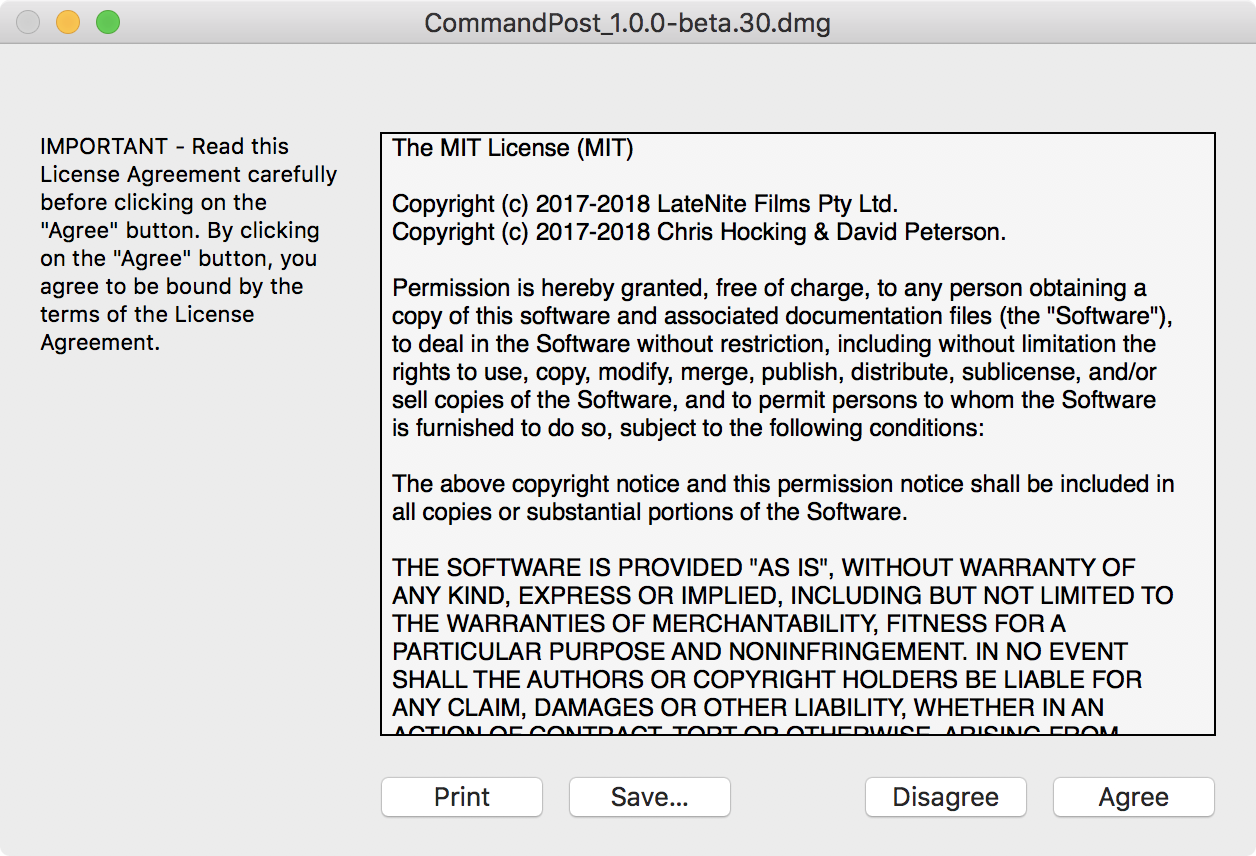 CommandPost_1.0.0-beta.30.dmg
IMPORTANT - Read this
License Agreement carefully
before clicking on the
"Agree" button. By clicking
on the "Agree" button, you
agree to be bound by the
terms of the License
Agreement.
The MIT License (MIT)
Copyright (c) 2017-2018 LateNite Films Pty Ltd.
Copyright (c) 2017-2018 Chris Hocking & David Peterson.
Permission is hereby granted, free of charge, to any person obtaining a
copy of this software and associated documentation files (the "Software"),
to deal in the Software without restriction, including without limitation the
rights to use, copy, modify, merge, publish, distribute, sublicense, and/or
sell copies of the Software, and to permit persons to whom the Software
is furnished to do so, subject to the following conditions:
The above copyright notice and this permission notice shall be included in
all copies or substantial portions of the Software.
THE SOFTWARE IS PROVIDED "AS IS", WITHOUT WARRANTY OF
ANY KIND, EXPRESS OR IMPLIED, INCLUDING BUT NOT LIMITED TO
THE WARRANTIES OF MERCHANTABILITY, FITNESS FOR A
PARTICULAR PURPOSE AND NONINFRINGEMENT. IN NO EVENT
SHALL THE AUTHORS OR COPYRIGHT HOLDERS BE LIABLE FOR
ANY CLAIM, DAMAGES OR OTHER LIABILITY, WHETHER IN AN
ACTION OF CONTRACT, TORT OR OTHERWISE, ARISING FROM
Print
Save...
Disagree
Agree